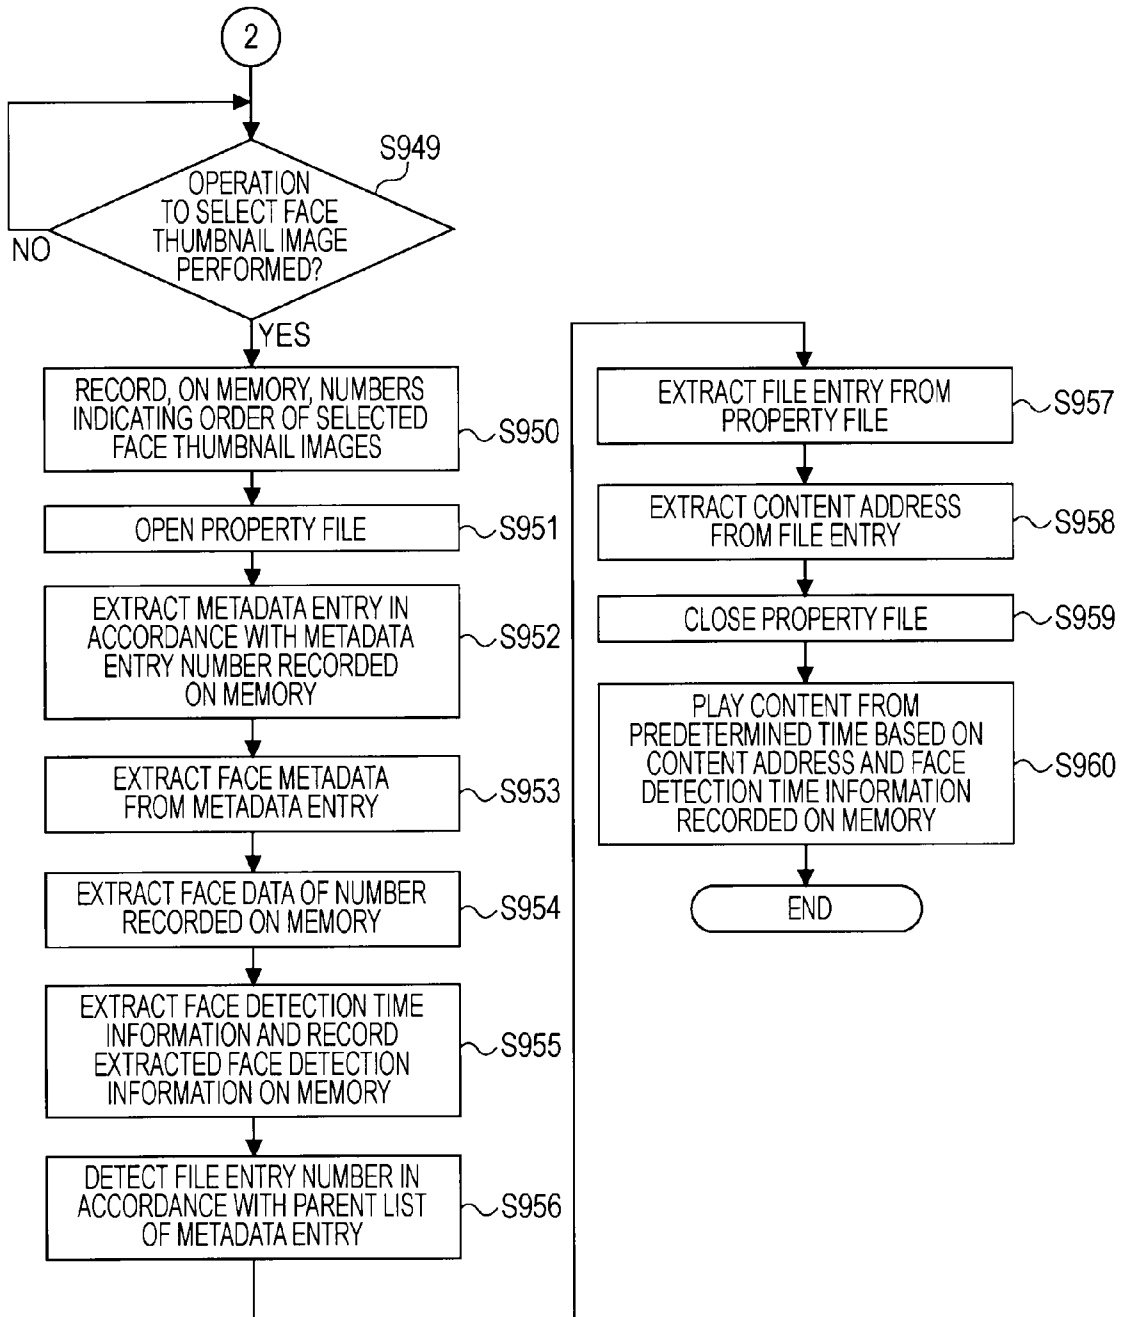 2
S949
OPERATION
TO SELECT FACE
THUMBNAIL IMAGE
PERFORMED?
NO
YES
RECORD, ON MEMORY, NUMBERS
INDICATING ORDER OF SELECTED
FACE THUMBNAIL IMAGES
S950
OPEN PROPERTY FILE
S951
EXTRACT METADATA ENTRY IN
ACCORDANCE WITH METADATA
ENTRY NUMBER RECORDED
ON MEMORY
S952
EXTRACT FACE METADATA
FROM METADATA ENTRY
S953
EXTRACT FACE DATA OF NUMBER
RECORDED ON MEMORY
S954
EXTRACT FACE DETECTION TIME
INFORMATION AND RECORD
EXTRACTED FACE DETECTION
INFORMATION ON MEMORY
S955
DETECT FILE ENTRY NUMBER IN
ACCORDANCE WITH PARENT LIST
OF METADATA ENTRY
S956
EXTRACT FILE ENTRY FROM
PROPERTY FILE
S957
EXTRACT CONTENT ADDRESS
FROM FILE ENTRY
S958
CLOSE PROPERTY FILE
S959
PLAY CONTENT FROM
PREDETERMINED TIME BASED ON
CONTENT ADDRESS AND FACE
DETECTION TIME INFORMATION
RECORDED ON MEMORY
S960
END